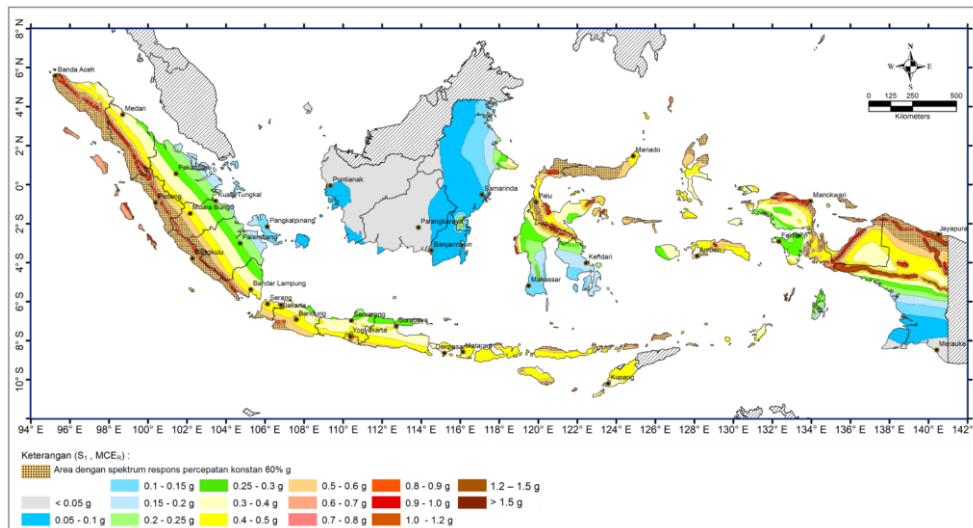 8° N
6° N
4° N
2° N
0°
2° S
4° S
6° S
8° S
10° S
N
W E
S
0 125 250 500
Kilometers
Banda Aceh
Medan
Pekanbaru
Kuala Tungkal
Padang
Muara Bungo
Pangkalpinang
Palembang
Bengkulu
Bandar Lampung
Serang
Jakarta
Bandung
Semarang
Surabaya
Yogjakarta
Denpasar
Mataram
Kupang
Pontianak
Samarinda
Palangkaraya
Banjarmasin
Manado
Palu
Kendari
Makassar
Ambon
Fakfak
Manokwari
Jayapura
Merauke
94° E 96° E 98° E 100° E 102° E 104° E 106° E 108° E 110° E 112° E 114° E 116° E 118° E 120° E 122° E 124° E 126° E 128° E 130° E 132° E 134° E 136° E 138° E 140° E 142° E
Keterangan (S₁ , MCER) :
Area dengan spektrum respons percepatan konstan 60% g
0.1 - 0.15 g 0.25 - 0.3 g 0.5 - 0.6 g 0.8 - 0.9 g 1.2 – 1.5 g
< 0.05 g 0.15 - 0.2 g 0.3 - 0.4 g 0.6 - 0.7 g 0.9 - 1.0 g > 1.5 g
0.05 - 0.1 g 0.2 - 0.25 g 0.4 - 0.5 g 0.7 - 0.8 g 1.0 - 1.2 g